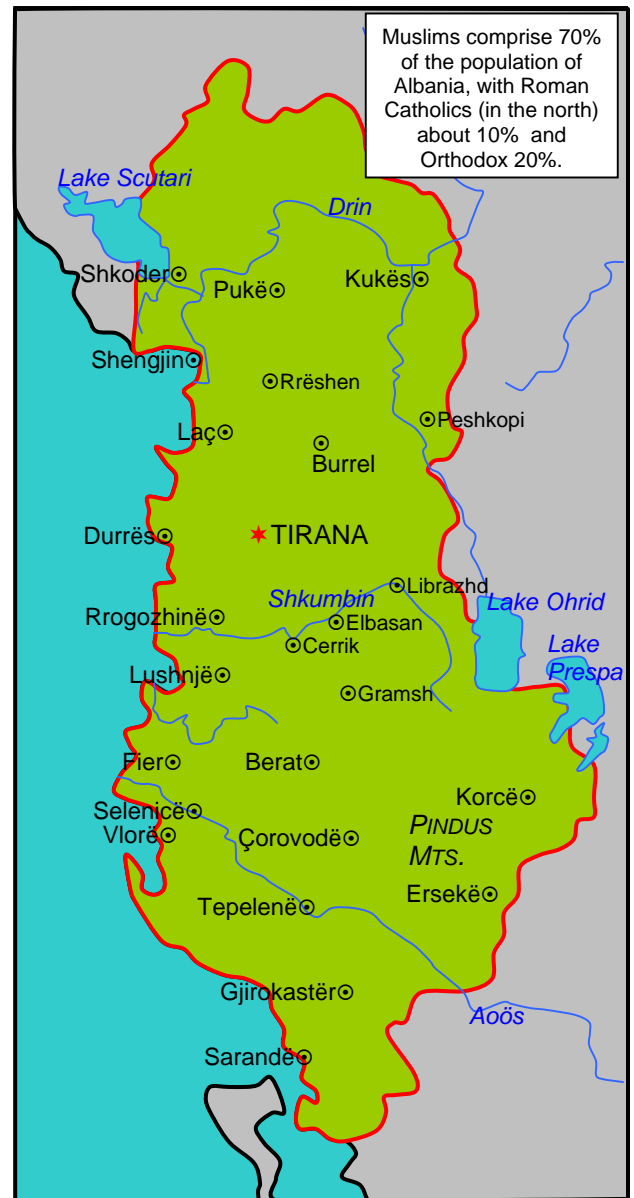 Muslims comprise 70%
of the population of
Albania, with Roman
Catholics (in the north)
about 10% and
Orthodox 20%.
Lake Scutari
Drin
Shkoder
Pukë
Kukës
Shengjin
Rrëshen
Laç
Peshkopi
Burrel
Durrës
TIRANA
Librazhd
Shkumbin
Lake Ohrid
Rrogozhinë
Elbasan
Cerrik
Lake
Prespa
Lushnjë
Gramsh
Fier
Berat
Korcë
Selenicë
PINDUS
MTS.
Vlorë
Çorovodë
Ersekë
Tepelenë
Gjirokastër
Aoös
Sarandë